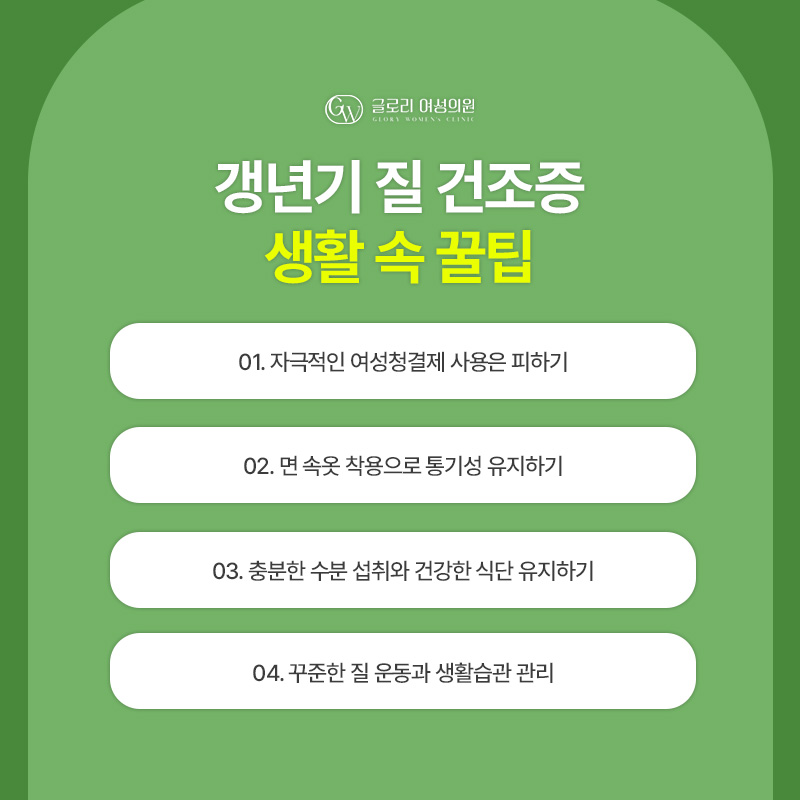 GW 글로리 여성의원
GLORY WOMEN's CLINIC
갱년기 질 건조증
생활 속 꿀팁
01. 자극적인 여성청결제 사용은 피하기
02. 면 속옷 착용으로 통기성 유지하기
03. 충분한 수분 섭취와 건강한 식단 유지하기
04. 꾸준한 질 운동과 생활습관 관리